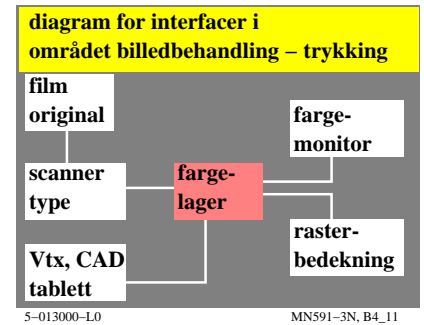 diagram for interfacer i
området billedbehandling – trykking
film
original
farge-
monitor
scanner
type
farge-
lager
raster-
bedekning
Vtx, CAD
tablett
5–013000–L0
MN591–3N, B4_11